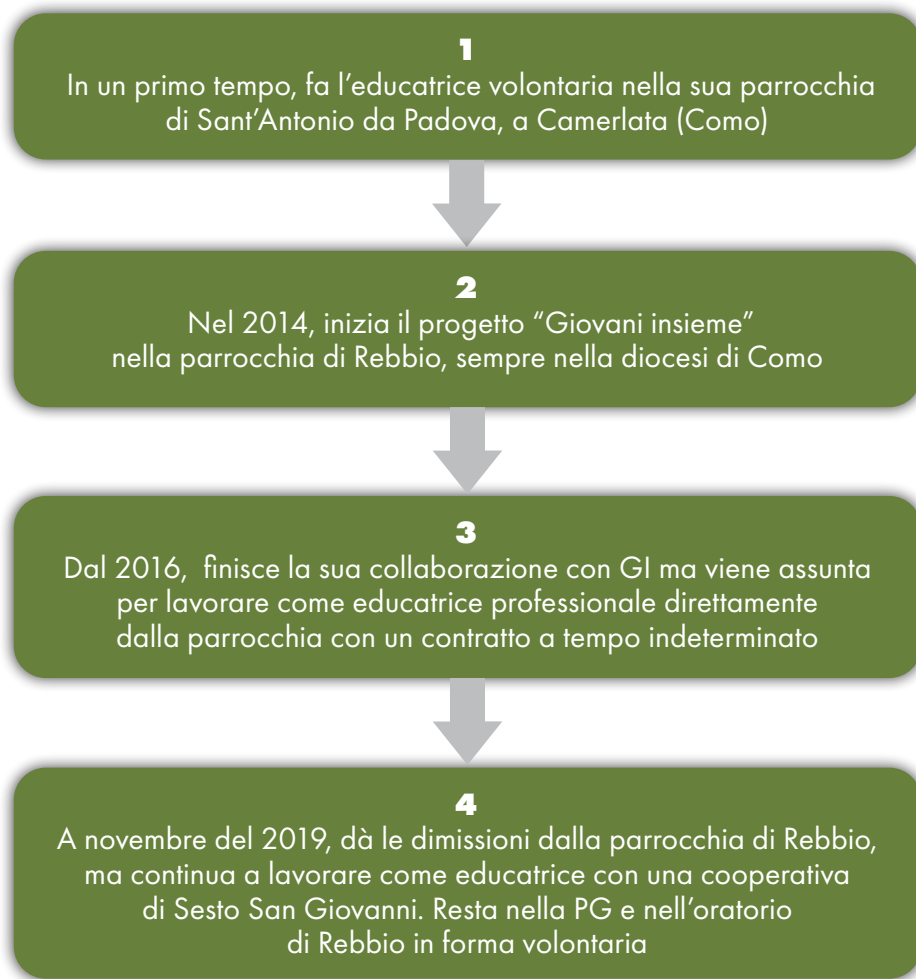 1
In un primo tempo, fa l’educatrice volontaria nella sua parrocchia
di Sant’Antonio da Padova, a Camerlata (Como)
2
Nel 2014, inizia il progetto “Giovani insieme”
nella parrocchia di Rebbio, sempre nella diocesi di Como
3
Dal 2016, finisce la sua collaborazione con GI ma viene assunta
per lavorare come educatrice professionale direttamente
dalla parrocchia con un contratto a tempo indeterminato
4
A novembre del 2019, dà le dimissioni dalla parrocchia di Rebbio,
ma continua a lavorare come educatrice con una cooperativa
di Sesto San Giovanni. Resta nella PG e nell’oratorio
di Rebbio in forma volontaria